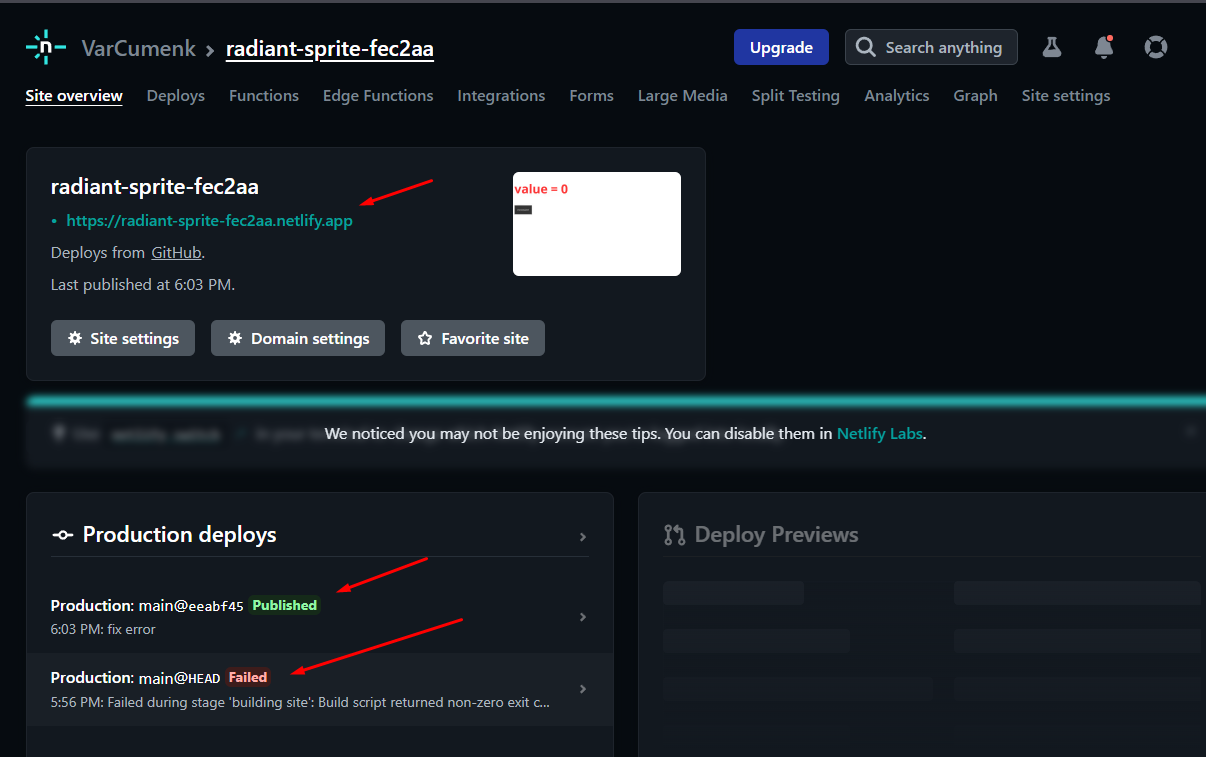 VarCumenk > radiant-sprite-fec2aa
Upgrade
Search anything
Site overview Deploys Functions Edge Functions Integrations Forms Large Media Split Testing Analytics Graph Site settings
radiant-sprite-fec2aa
• https://radiant-sprite-fec2aa.netlify.app
Deploys from GitHub.
Last published at 6:03 PM.
value = 0
Site settings
Domain settings
Favorite site
We noticed you may not be enjoying these tips. You can disable them in Netlify Labs.
Production deploys
Production: main@eeabf45 Published
6:03 PM: fix error
Production: main@HEAD Failed
5:56 PM: Failed during stage 'building site': Build script returned non-zero exit c...
Deploy Previews